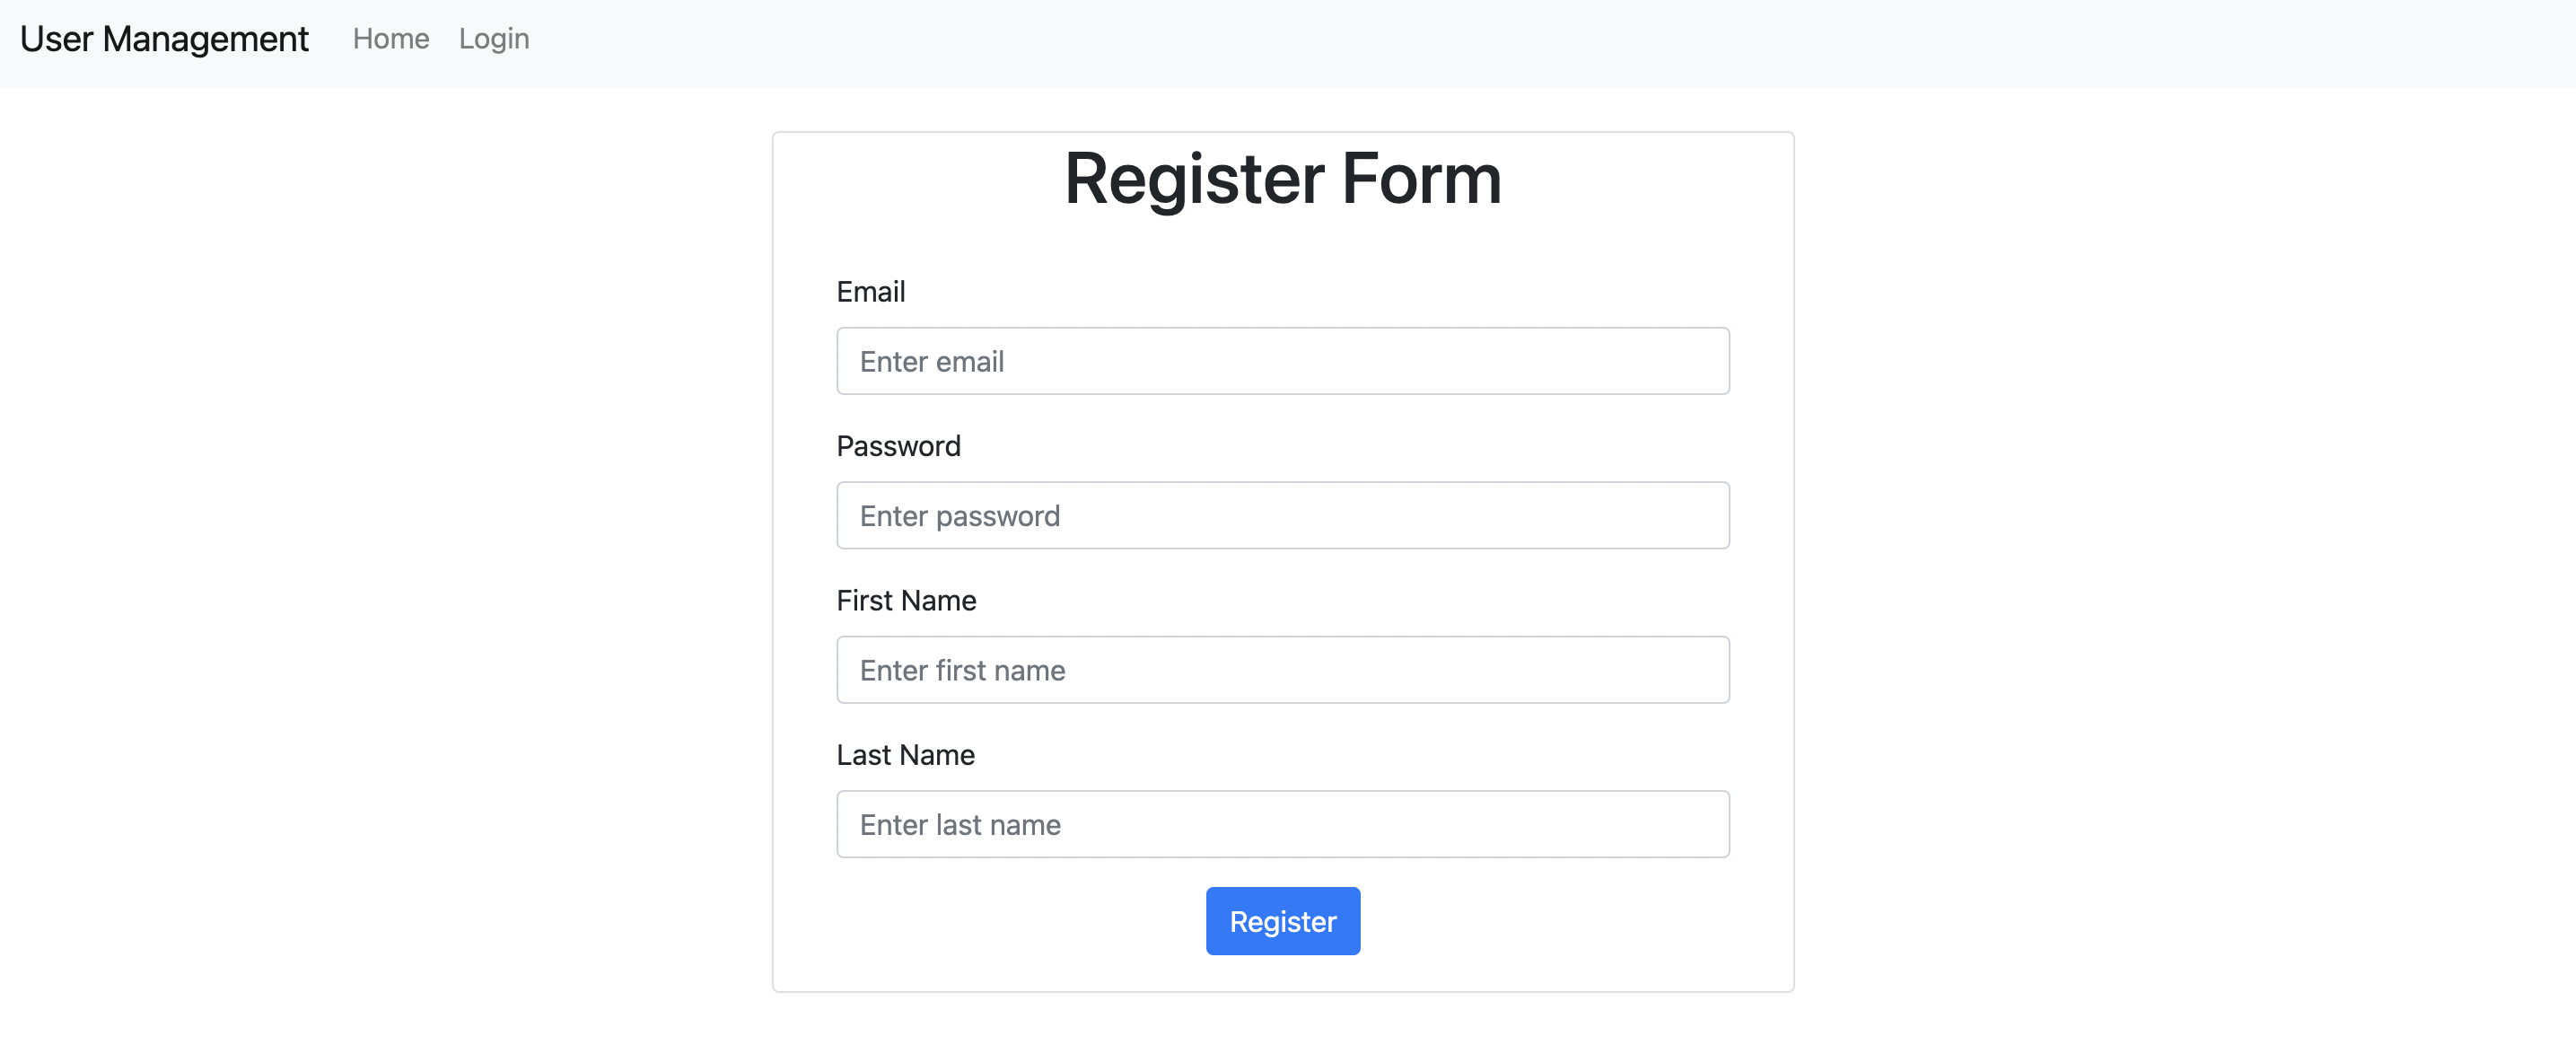 User Management Home Login
Register Form
Email
Enter email
Password
Enter password
First Name
Enter first name
Last Name
Enter last name
Register